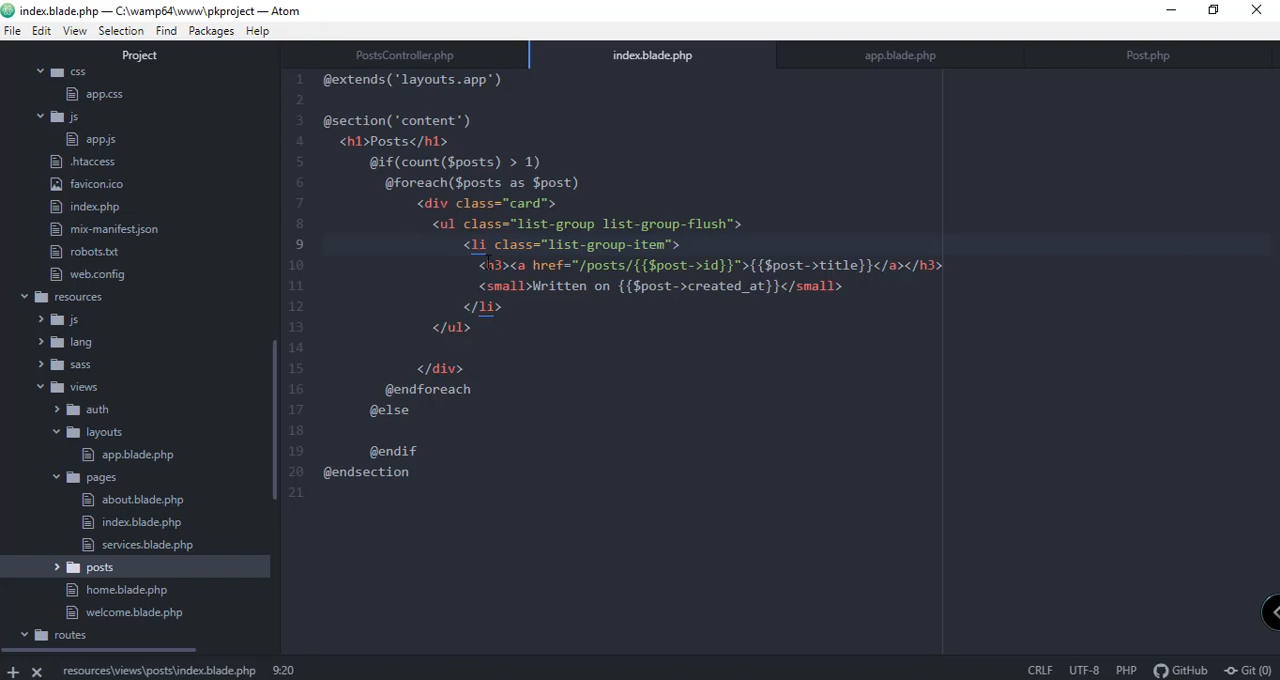 index.blade.php — C:\wamp64\www\pkproject — Atom
File Edit View Selection Find Packages Help
Project
PostsController.php index.blade.php app.blade.php Post.php
css
app.css
js
app.js
.htaccess
favicon.ico
index.php
mix-manifest.json
robots.txt
web.config
resources
js
lang
sass
views
auth
layouts
app.blade.php
pages
about.blade.php
index.blade.php
services.blade.php
posts
home.blade.php
welcome.blade.php
routes
1 @extends('layouts.app')
2
3 @section('content')
4 <h1>Posts</h1>
5 @if(count($posts) > 1)
6 @foreach($posts as $post)
7 <div class="card">
8 <ul class="list-group list-group-flush">
9 <li class="list-group-item">
10 <h3><a href="/posts/{{$post->id}}">{{$post->title}}</a></h3>
11 <small>Written on {{$post->created_at}}</small>
12 </li>
13 </ul>
14
15 </div>
16 @endforeach
17 @else
18
19 @endif
20 @endsection
21
resources\views\posts\index.blade.php 9:20 CRLF UTF-8 PHP GitHub Git (0)